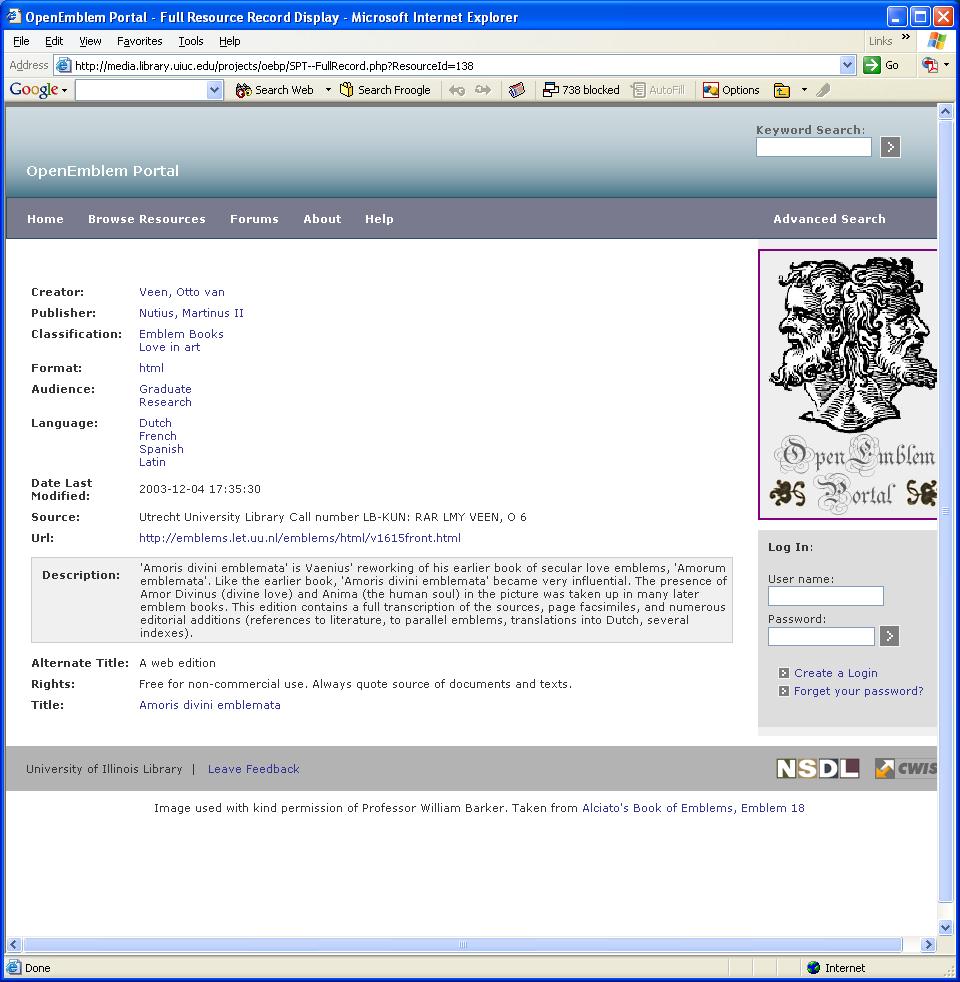 OpenEmblem Portal - Full Resource Record Display - Microsoft Internet Explorer
File Edit View Favorites Tools Help Links »
Address http://media.library.uiuc.edu/projects/oebp/SPT--FullRecord.php?ResourceId=138 Go
Google Search Web Search Froogle 738 blocked AutoFill Options
Keyword Search:
OpenEmblem Portal
Home Browse Resources Forums About Help Advanced Search
Creator: Veen, Otto van
Publisher: Nutius, Martinus II
Classification: Emblem Books
Love in art
Format: html
Audience: Graduate
Research
Language: Dutch
French
Spanish
Latin
Date Last
Modified: 2003-12-04 17:35:30
Source: Utrecht University Library Call number LB-KUN: RAR LMY VEEN, O 6
Url: http://emblems.let.uu.nl/emblems/html/v1615front.html
Description: 'Amoris divini emblemata' is Vaenius' reworking of his earlier book of secular love emblems, 'Amorum
emblemata'. Like the earlier book, 'Amoris divini emblemata' became very influential. The presence of
Amor Divinus (divine love) and Anima (the human soul) in the picture was taken up in many later
emblem books. This edition contains a full transcription of the sources, page facsimiles, and numerous
editorial additions (references to literature, to parallel emblems, translations into Dutch, several
indexes).
Alternate Title: A web edition
Rights: Free for non-commercial use. Always quote source of documents and texts.
Title: Amoris divini emblemata
Open Emblem
Portal
Log In:
User name:
Password:
Create a Login
Forget your password?
University of Illinois Library | Leave Feedback NSDL CWIS
Image used with kind permission of Professor William Barker. Taken from Alciato's Book of Emblems, Emblem 18
Done Internet